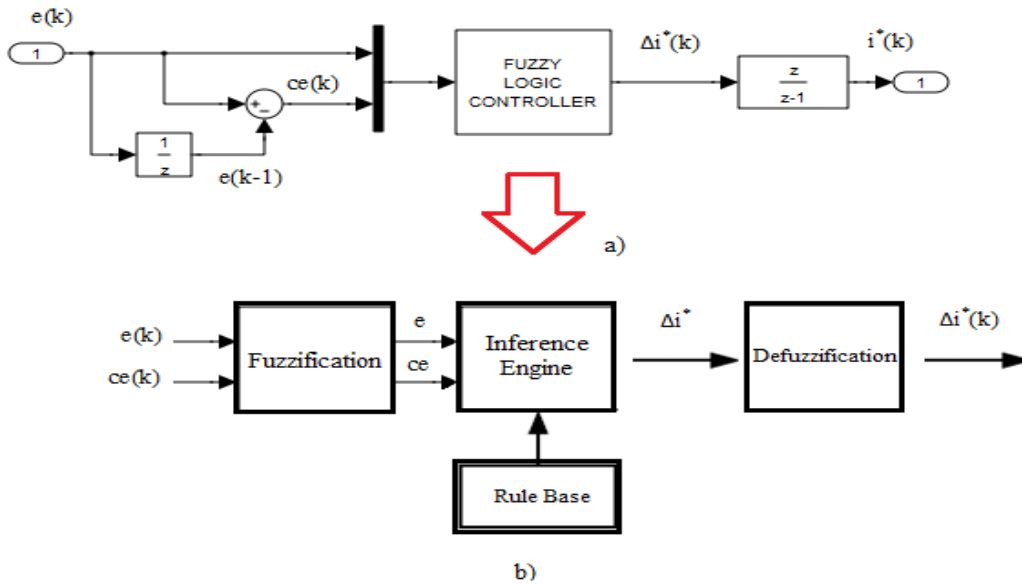 e(k)
1
+
−
ce(k)
1
z
e(k-1)
FUZZY
LOGIC
CONTROLLER
Δi*(k)
z
z-1
i*(k)
1
a)
e(k)
ce(k)
Fuzzification
e
ce
Inference
Engine
Δi*
Defuzzification
Δi*(k)
Rule Base
b)